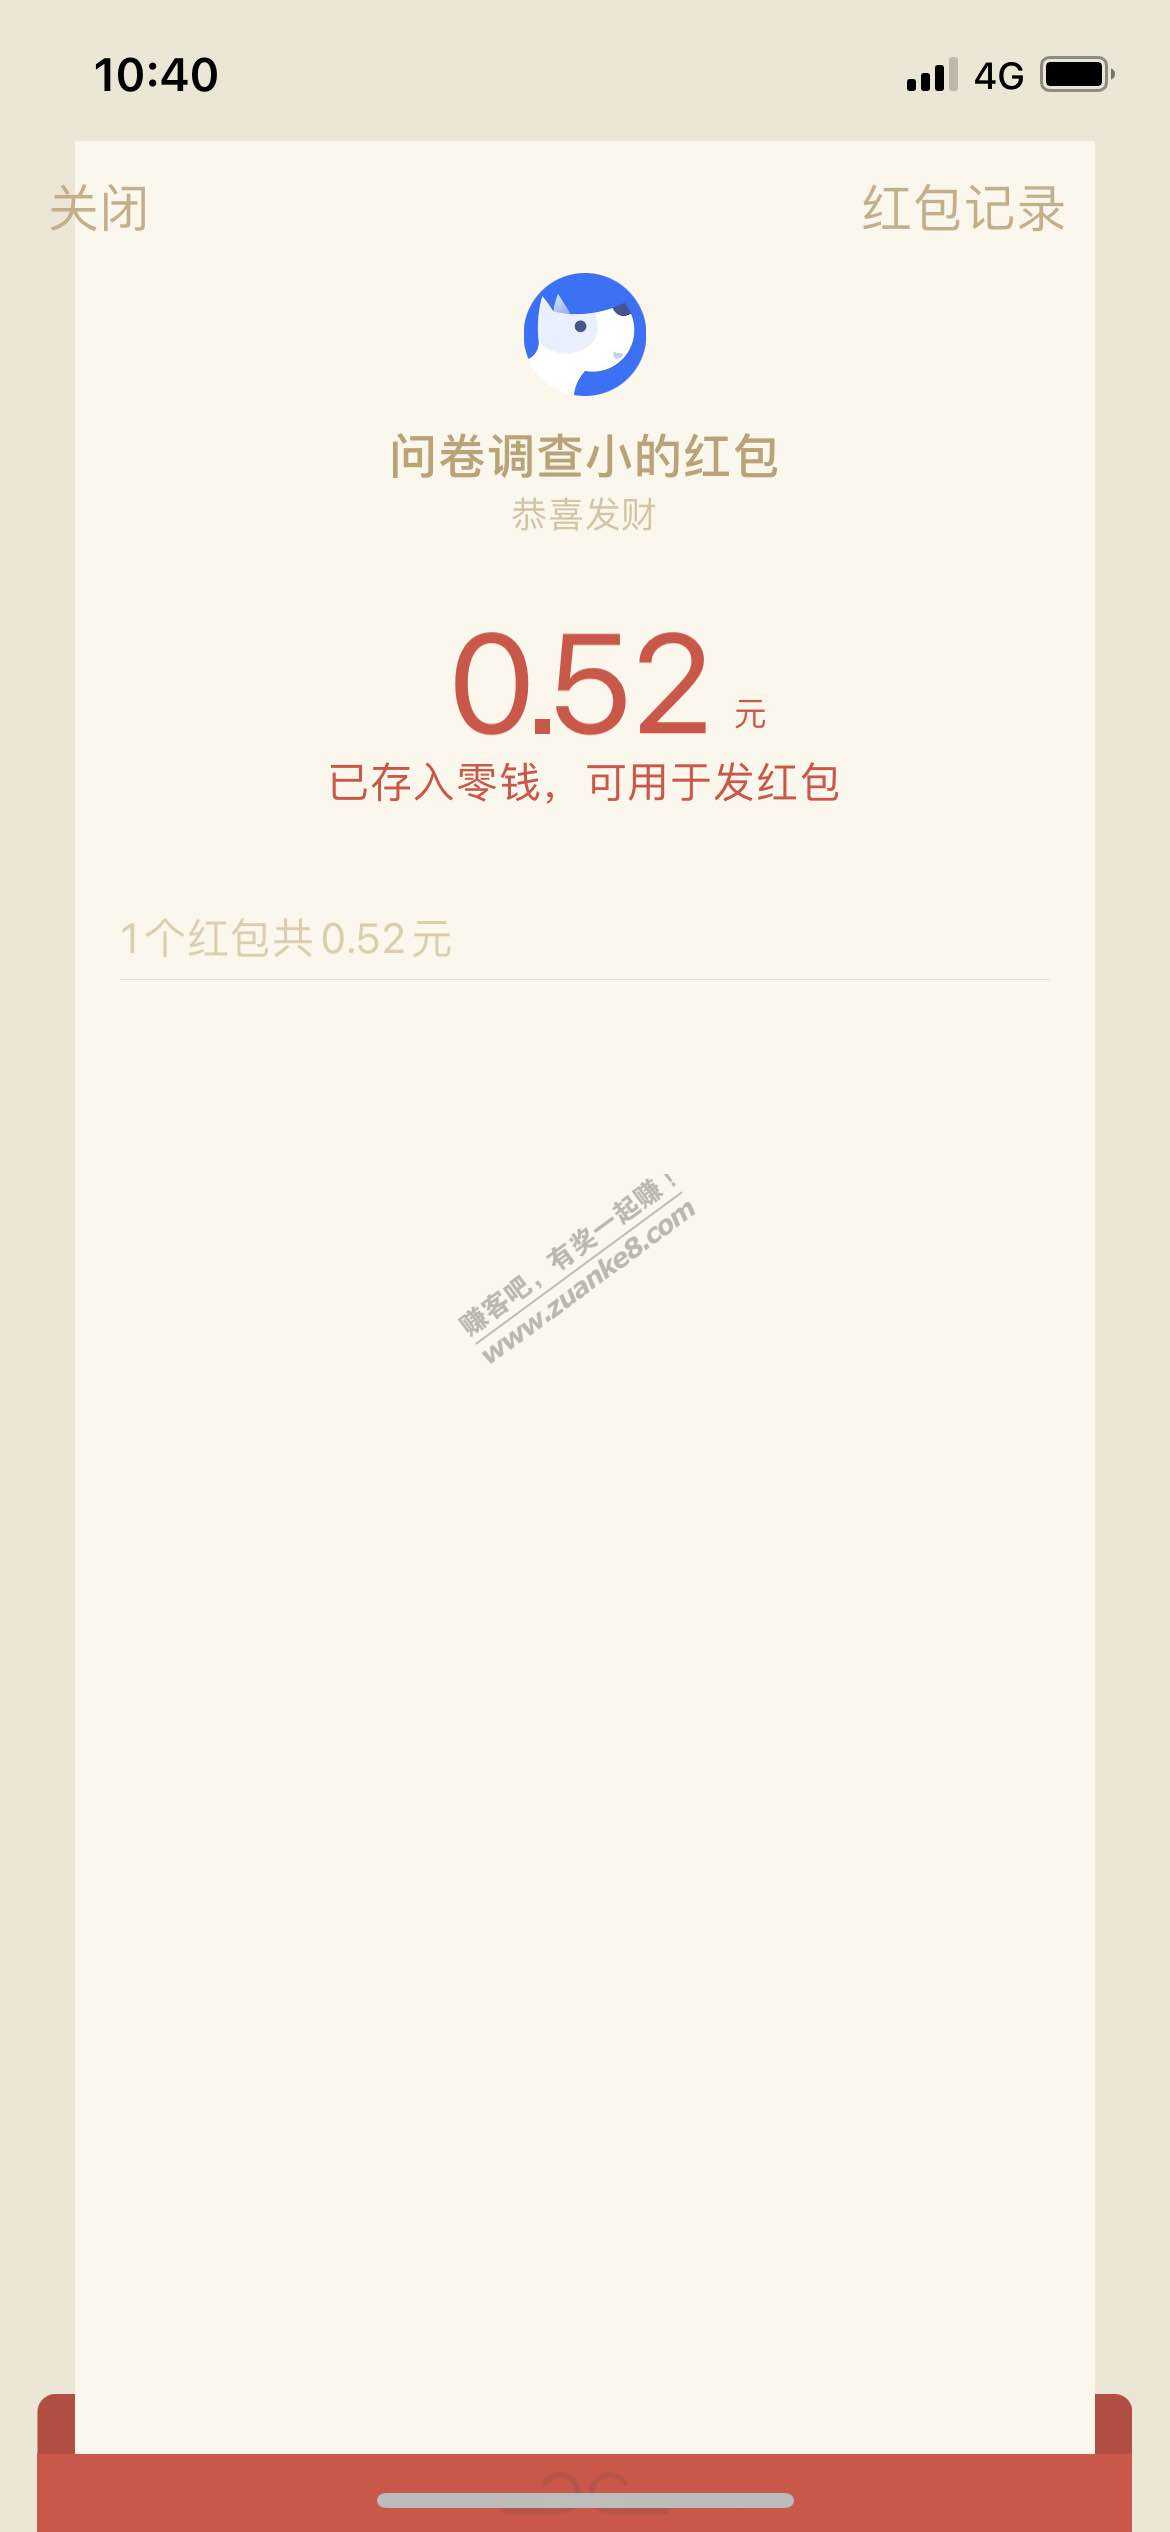 10:40
4G
关闭
红包记录
问卷调查小的红包
恭喜发财
0.52 元
已存入零钱，可用于发红包
1个红包共0.52元
赚客吧，有奖一起赚！
www.zuanke8.com